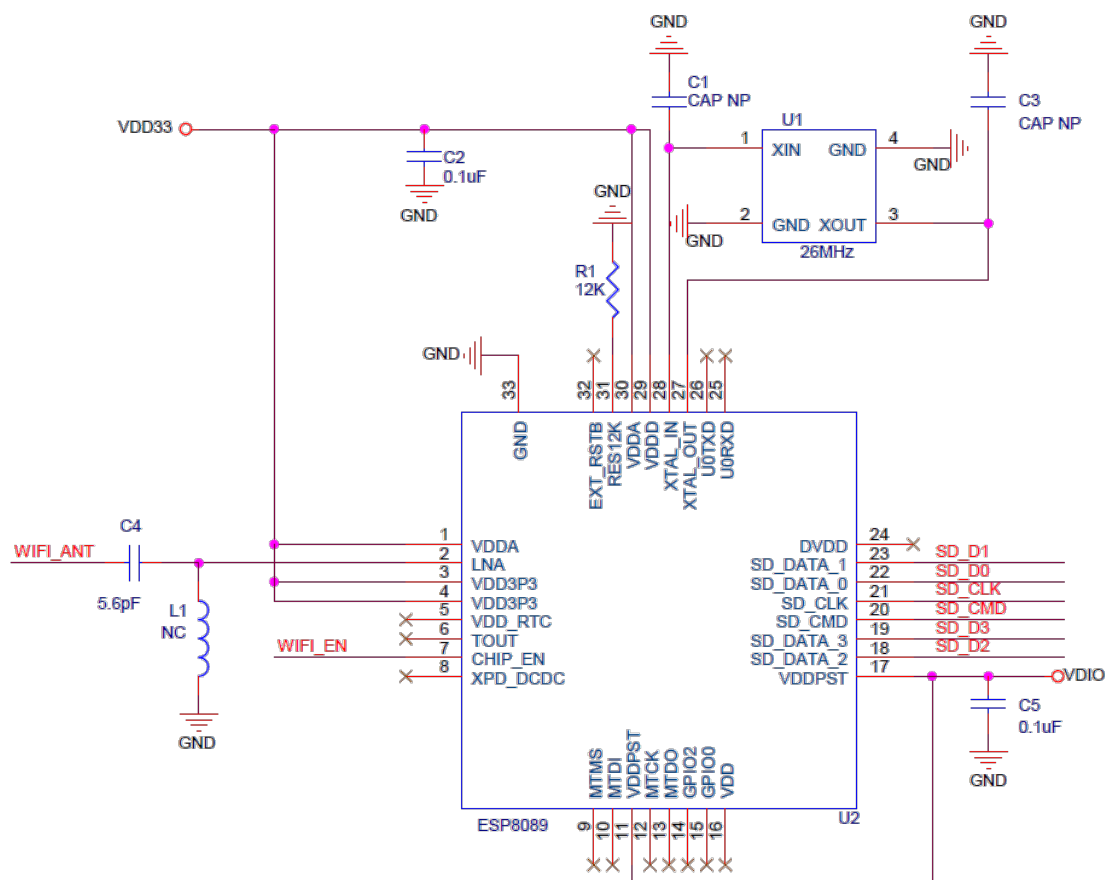 GND
GND
C1
CAP NP
C3
CAP NP
VDD33
U1
1
XIN
GND
4
GND
C2
0.1uF
GND
GND
2
GND
XOUT
3
GND
26MHz
R1
12K
GND
33
32
31
30
29
28
27
26
25
GND
EXT_RSTB
RES12K
VDDA
VDDD
XTAL_IN
XTAL_OUT
U0TXD
U0RXD
C4
WIFI_ANT
5.6pF
L1
NC
GND
WIFI_EN
1
VDDA
2
LNA
3
VDD3P3
4
VDD3P3
5
VDD_RTC
6
TOUT
7
CHIP_EN
8
XPD_DCDC
DVDD
24
SD_DATA_1
23
SD_D1
SD_DATA_0
22
SD_D0
SD_CLK
21
SD_CLK
SD_CMD
20
SD_CMD
SD_DATA_3
19
SD_D3
SD_DATA_2
18
SD_D2
VDDPST
17
VDIO
C5
0.1uF
GND
MTMS
MTDI
VDDPST
MTCK
MTDO
GPIO2
GPIO0
VDD
ESP8089
U2
9
10
11
12
13
14
15
16